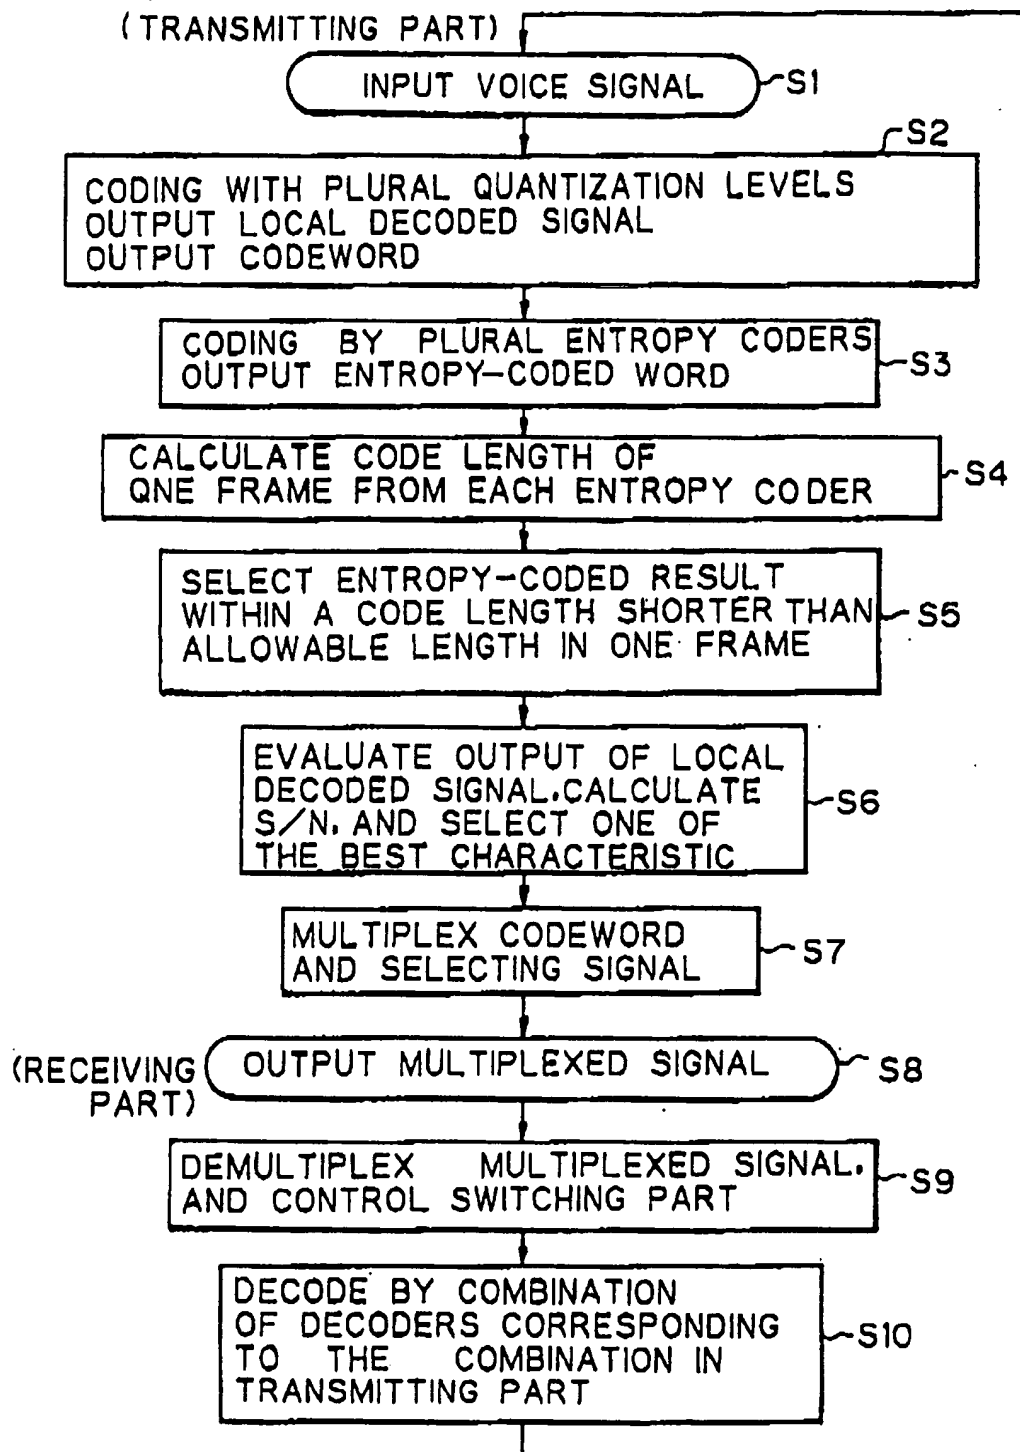 (TRANSMITTING PART)
INPUT VOICE SIGNAL
S1
S2
CODING WITH PLURAL QUANTIZATION LEVELS
OUTPUT LOCAL DECODED SIGNAL
OUTPUT CODEWORD
CODING BY PLURAL ENTROPY CODERS
OUTPUT ENTROPY-CODED WORD
S3
CALCULATE CODE LENGTH OF
ONE FRAME FROM EACH ENTROPY CODER
S4
SELECT ENTROPY-CODED RESULT
WITHIN A CODE LENGTH SHORTER THAN
ALLOWABLE LENGTH IN ONE FRAME
S5
EVALUATE OUTPUT OF LOCAL
DECODED SIGNAL.CALCULATE
S/N. AND SELECT ONE OF
THE BEST CHARACTERISTIC
S6
MULTIPLEX CODEWORD
AND SELECTING SIGNAL
S7
(RECEIVING
PART)
OUTPUT MULTIPLEXED SIGNAL
S8
DEMULTIPLEX MULTIPLEXED SIGNAL.
AND CONTROL SWITCHING PART
S9
DECODE BY COMBINATION
OF DECODERS CORRESPONDING
TO THE COMBINATION IN
TRANSMITTING PART
S10